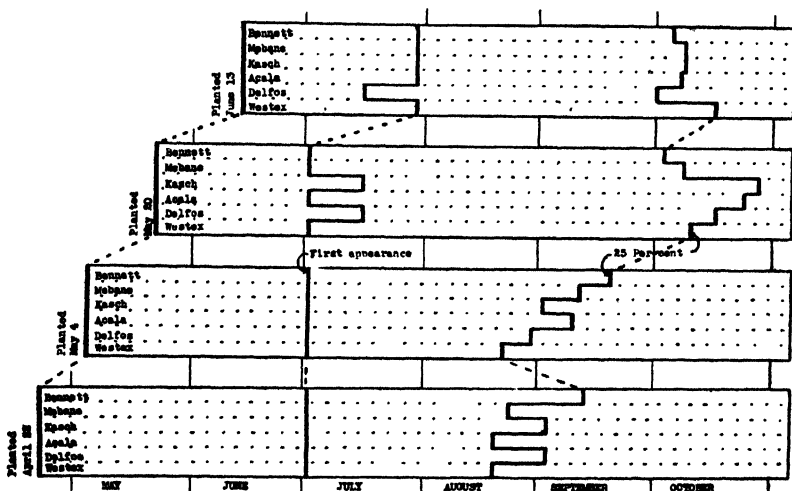 Planted
June 13
Bennett
Mebane
Kasch
Acala
Delfos
Westex
Planted
May 20
Bennett
Mebane
Kasch
Acala
Delfos
Westex
First appearance
25 Percent
Planted
May 4
Bennett
Mebane
Kasch
Acala
Delfos
Westex
Planted
April 22
Bennett
Mebane
Kasch
Acala
Delfos
Westex
MAY JUNE JULY AUGUST SEPTEMBER OCTOBER